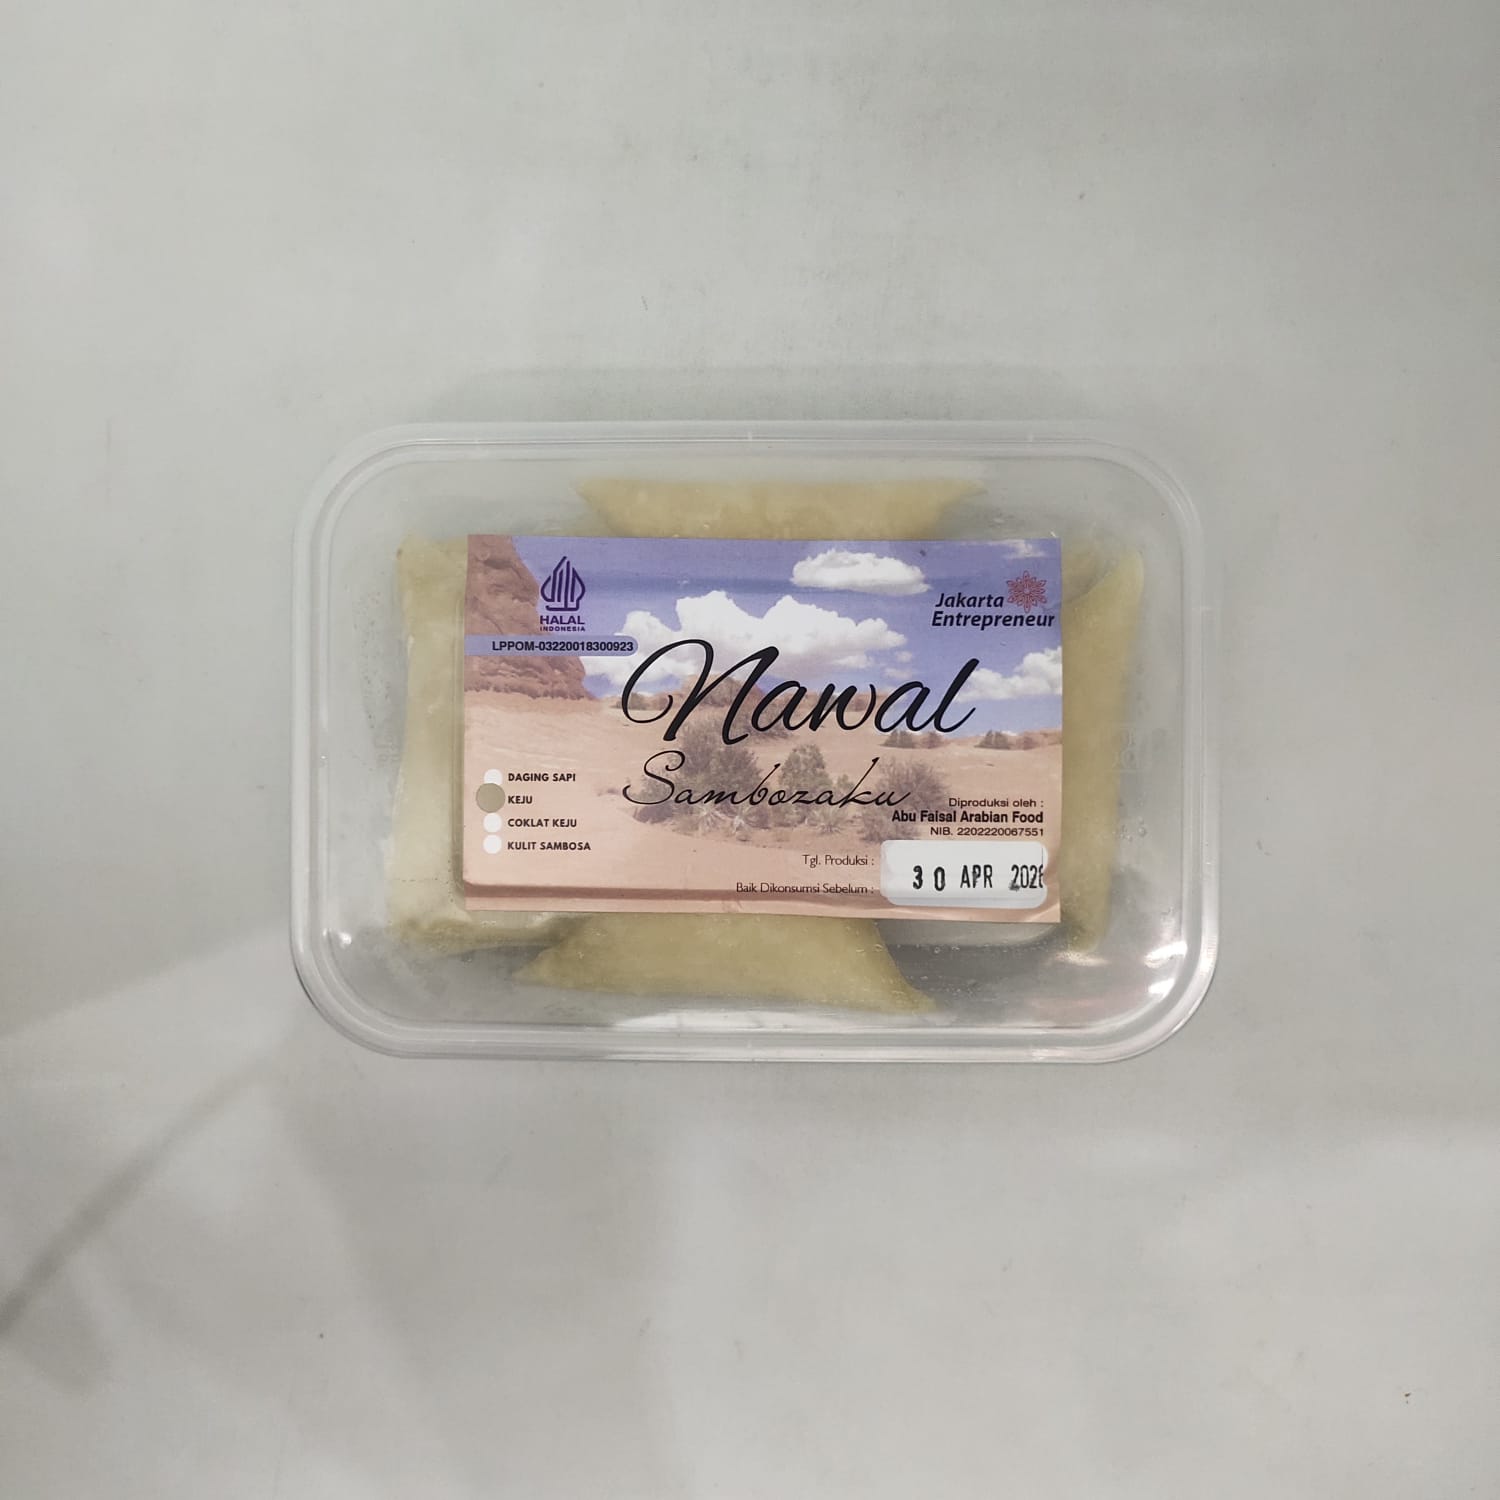 HALAL
INDONESIA
LPPOM-03220018300923
Jakarta
Entrepreneur
Nawal
Sambozaku
DAGING SAPI
KEJU
COKLAT KEJU
KULIT SAMBOSA
Diproduksi oleh :
Abu Faisal Arabian Food
NIB. 2202220067551
Tgl. Produksi :
Baik Dikonsumsi Sebelum :
30 APR